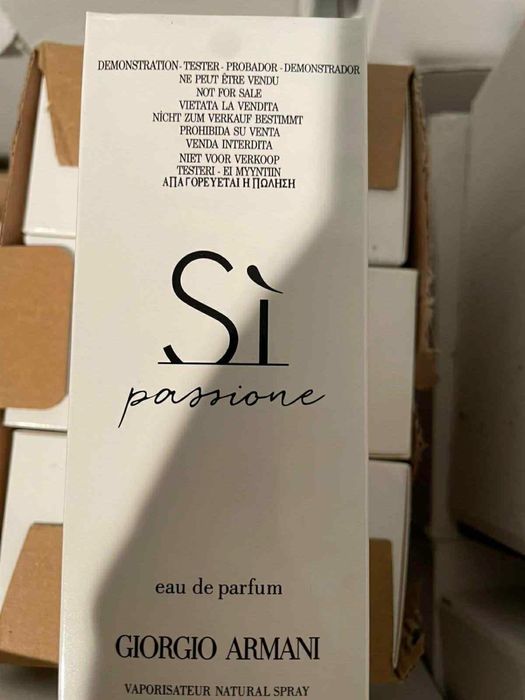 DEMONSTRATION - TESTER - PROBADOR - DEMONSTRADOR
NE PEUT ÊTRE VENDU
NOT FOR SALE
VIETATA LA VENDITA
NİCHT ZUM VERKAUF BESTIMMT
PROHIBIDA SU VENTA
VENDA INTERDITA
NIET VOOR VERKOOP
TESTERI - EI MYYNTIIN
ΑΠΑΓΟΡΕΥΕΤΑΙ Η ΠΩΛΗΣΗ
Sì
passione
eau de parfum
GIORGIO ARMANI
VAPORISATEUR NATURAL SPRAY